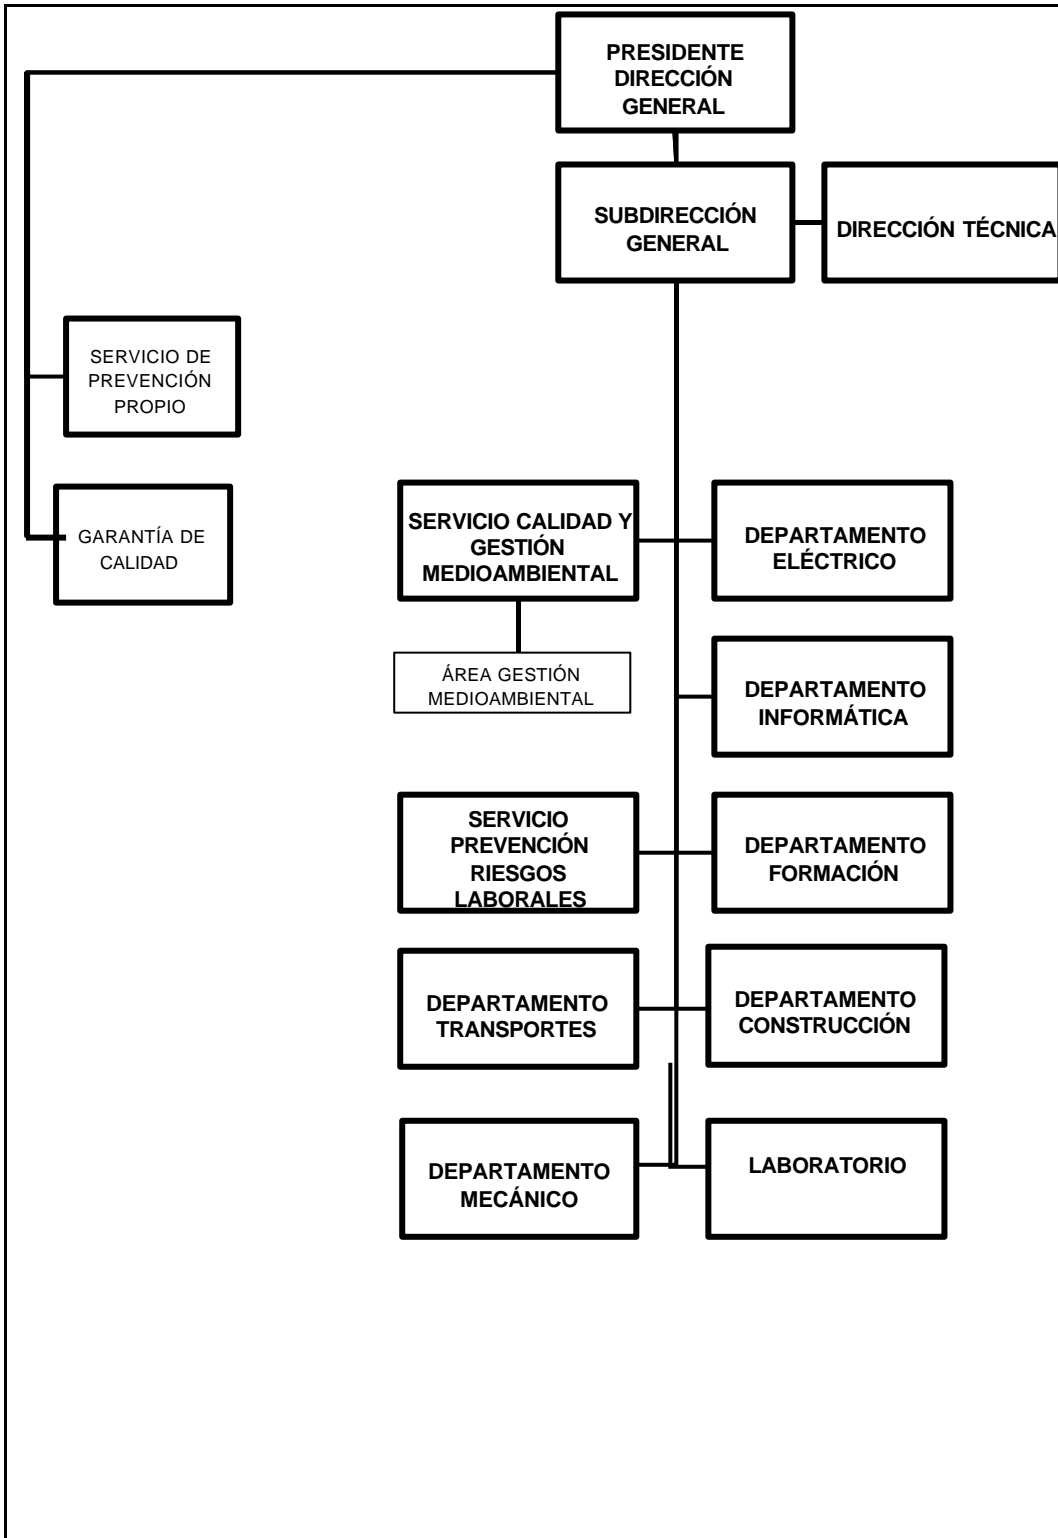 PRESIDENTE
DIRECCIÓN
GENERAL
SUBDIRECCIÓN
GENERAL
DIRECCIÓN TÉCNICA
SERVICIO DE
PREVENCIÓN
PROPIO
GARANTÍA DE
CALIDAD
SERVICIO CALIDAD Y
GESTIÓN
MEDIOAMBIENTAL
DEPARTAMENTO
ELÉCTRICO
ÁREA GESTIÓN
MEDIOAMBIENTAL
DEPARTAMENTO
INFORMÁTICA
SERVICIO
PREVENCIÓN
RIESGOS
LABORALES
DEPARTAMENTO
FORMACIÓN
DEPARTAMENTO
TRANSPORTES
DEPARTAMENTO
CONSTRUCCIÓN
DEPARTAMENTO
MECÁNICO
LABORATORIO